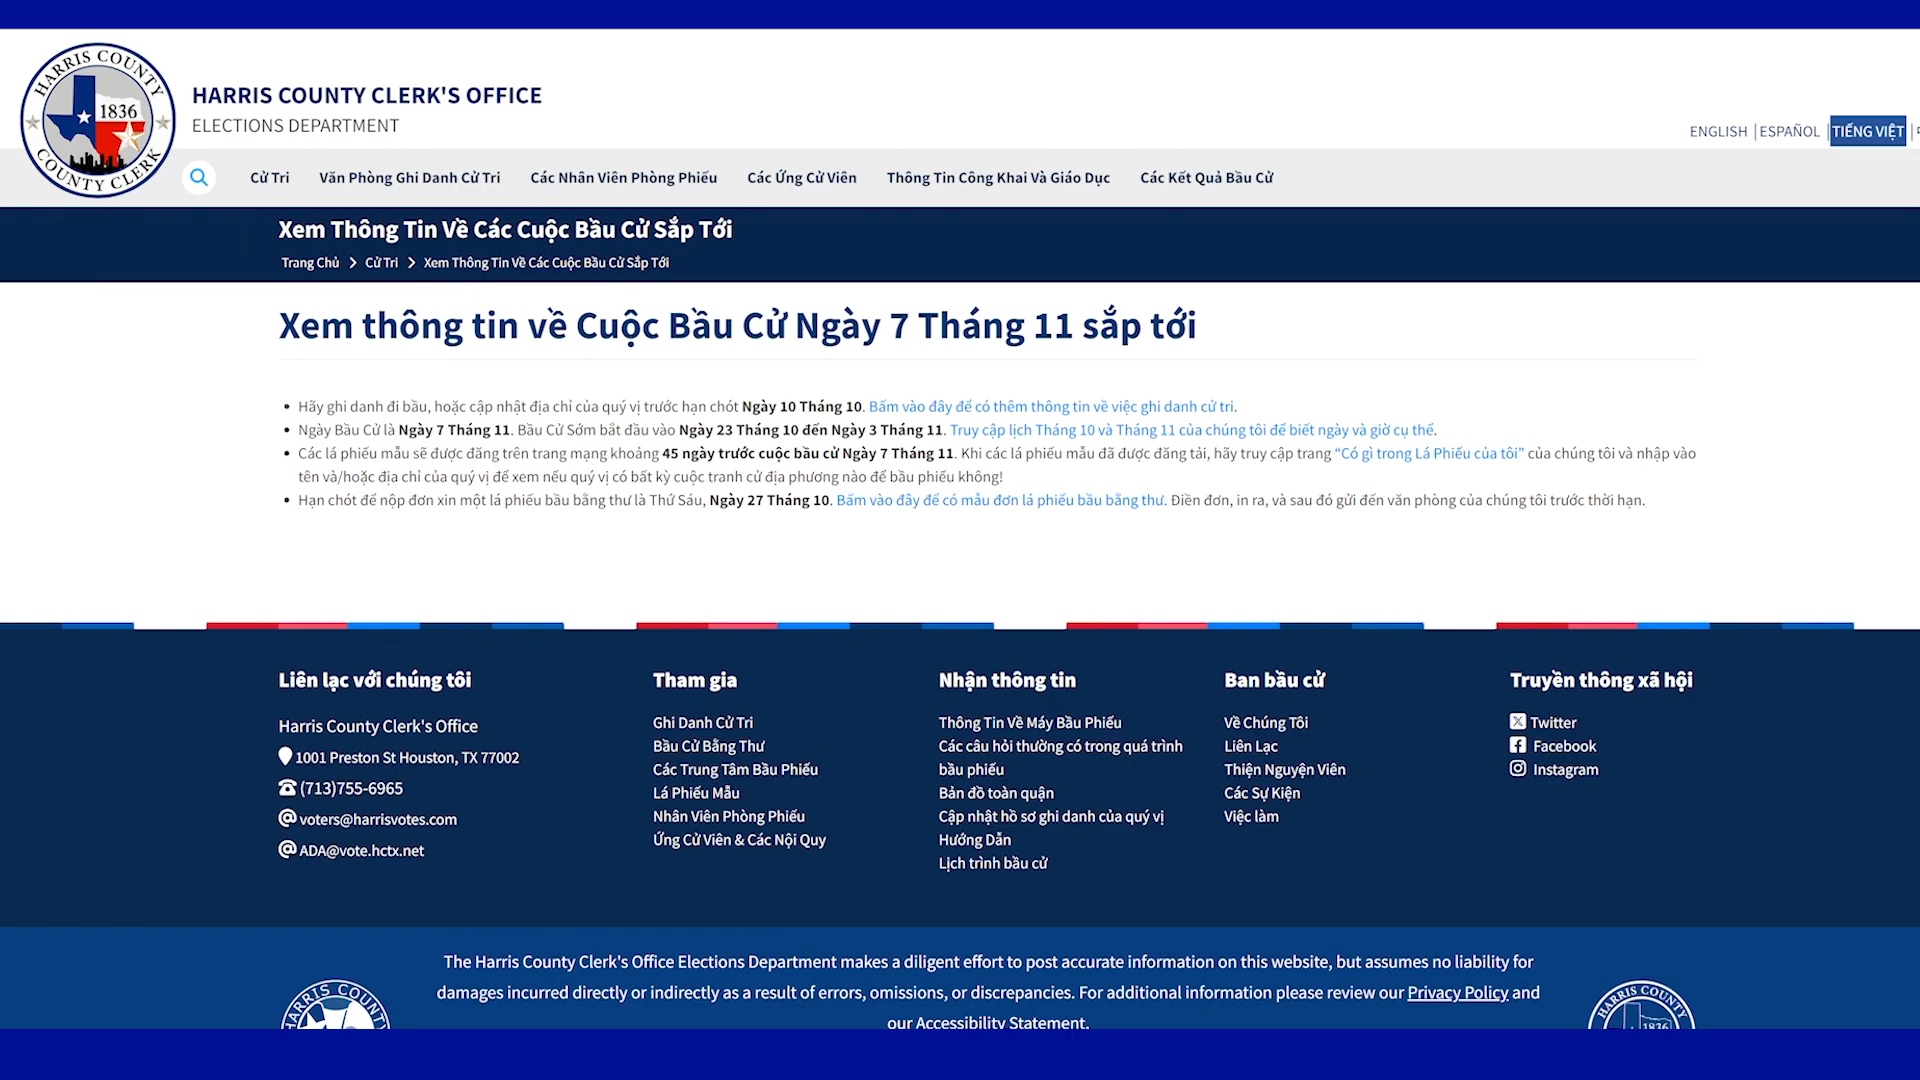 HARRIS COUNTY
1836
COUNTY CLERK
HARRIS COUNTY CLERK'S OFFICE
ELECTIONS DEPARTMENT
ENGLISH | ESPAÑOL | TIẾNG VIỆT |
Cử Tri Văn Phòng Ghi Danh Cử Tri Các Nhân Viên Phòng Phiếu Các Ứng Cử Viên Thông Tin Công Khai Và Giáo Dục Các Kết Quả Bầu Cử
Xem Thông Tin Về Các Cuộc Bầu Cử Sắp Tới
Trang Chủ > Cử Tri > Xem Thông Tin Về Các Cuộc Bầu Cử Sắp Tới
Xem thông tin về Cuộc Bầu Cử Ngày 7 Tháng 11 sắp tới
• Hãy ghi danh đi bầu, hoặc cập nhật địa chỉ của quý vị trước hạn chót Ngày 10 Tháng 10. Bấm vào đây để có thêm thông tin về việc ghi danh cử tri.
• Ngày Bầu Cử là Ngày 7 Tháng 11. Bầu Cử Sớm bắt đầu vào Ngày 23 Tháng 10 đến Ngày 3 Tháng 11. Truy cập lịch Tháng 10 và Tháng 11 của chúng tôi để biết ngày và giờ cụ thể.
• Các lá phiếu mẫu sẽ được đăng trên trang mạng khoảng 45 ngày trước cuộc bầu cử Ngày 7 Tháng 11. Khi các lá phiếu mẫu đã được đăng tải, hãy truy cập trang “Có gì trong Lá Phiếu của tôi” của chúng tôi và nhập vào
tên và/hoặc địa chỉ của quý vị để xem nếu quý vị có bất kỳ cuộc tranh cử địa phương nào để bầu phiếu không!
• Hạn chót để nộp đơn xin một lá phiếu bầu bằng thư là Thứ Sáu, Ngày 27 Tháng 10. Bấm vào đây để có mẫu đơn lá phiếu bầu bằng thư. Điền đơn, in ra, và sau đó gửi đến văn phòng của chúng tôi trước thời hạn.
Liên lạc với chúng tôi
Harris County Clerk's Office
1001 Preston St Houston, TX 77002
(713)755-6965
voters@harrisvotes.com
ADA@vote.hctx.net
Tham gia
Ghi Danh Cử Tri
Bầu Cử Bằng Thư
Các Trung Tâm Bầu Phiếu
Lá Phiếu Mẫu
Nhân Viên Phòng Phiếu
Ứng Cử Viên & Các Nội Quy
Nhận thông tin
Thông Tin Về Máy Bầu Phiếu
Các câu hỏi thường có trong quá trình
bầu phiếu
Bản đồ toàn quận
Cập nhật hồ sơ ghi danh của quý vị
Hướng Dẫn
Lịch trình bầu cử
Ban bầu cử
Về Chúng Tôi
Liên Lạc
Thiện Nguyện Viên
Các Sự Kiện
Việc làm
Truyền thông xã hội
Twitter
Facebook
Instagram
The Harris County Clerk's Office Elections Department makes a diligent effort to post accurate information on this website, but assumes no liability for
damages incurred directly or indirectly as a result of errors, omissions, or discrepancies. For additional information please review our Privacy Policy and
our Accessibility Statement.
HARRIS COUNTY
HARRIS COUNTY
1836